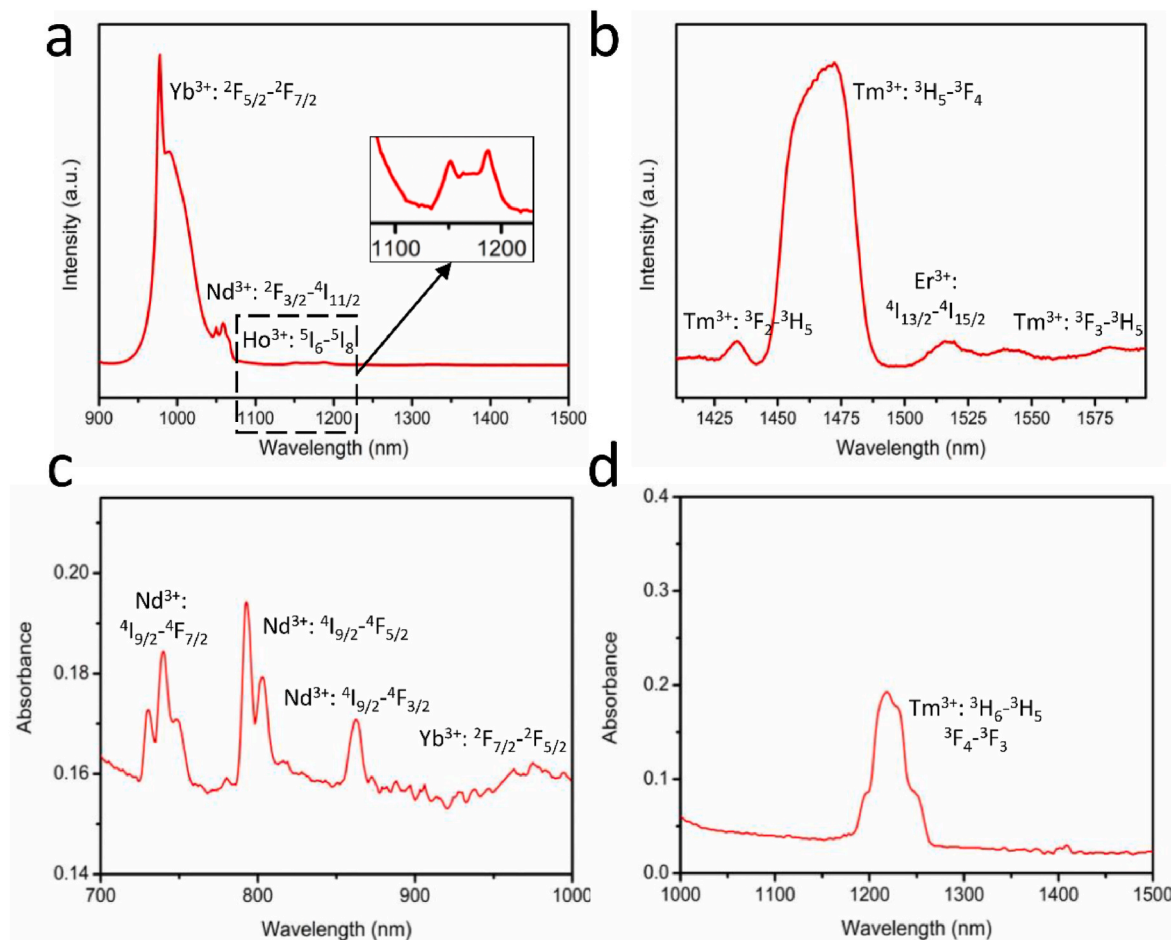 a
Yb³⁺: ²F₅/₂-²F₇/₂
Nd³⁺: ²F₃/₂-⁴I₁₁/₂
Ho³⁺: ⁵I₆-⁵I₈
1100 1200
Intensity (a.u.)
900 1000 1100 1200 1300 1400 1500
Wavelength (nm)
b
Tm³⁺: ³H₅-³F₄
Er³⁺:
⁴I₁₃/₂-⁴I₁₅/₂
Tm³⁺: ³F₂-³H₅
Tm³⁺: ³F₃-³H₅
Intensity (a.u.)
1425 1450 1475 1500 1525 1550 1575
Wavelength (nm)
c
Nd³⁺:
⁴I₉/₂-⁴F₇/₂
Nd³⁺: ⁴I₉/₂-⁴F₅/₂
Nd³⁺: ⁴I₉/₂-⁴F₃/₂
Yb³⁺: ²F₇/₂-²F₅/₂
Absorbance
0.20
0.18
0.16
0.14
700 800 900 1000
Wavelength (nm)
d
Tm³⁺: ³H₆-³H₅
³F₄-³F₃
Absorbance
0.4
0.3
0.2
0.1
0.0
1000 1100 1200 1300 1400 1500
Wavelength (nm)